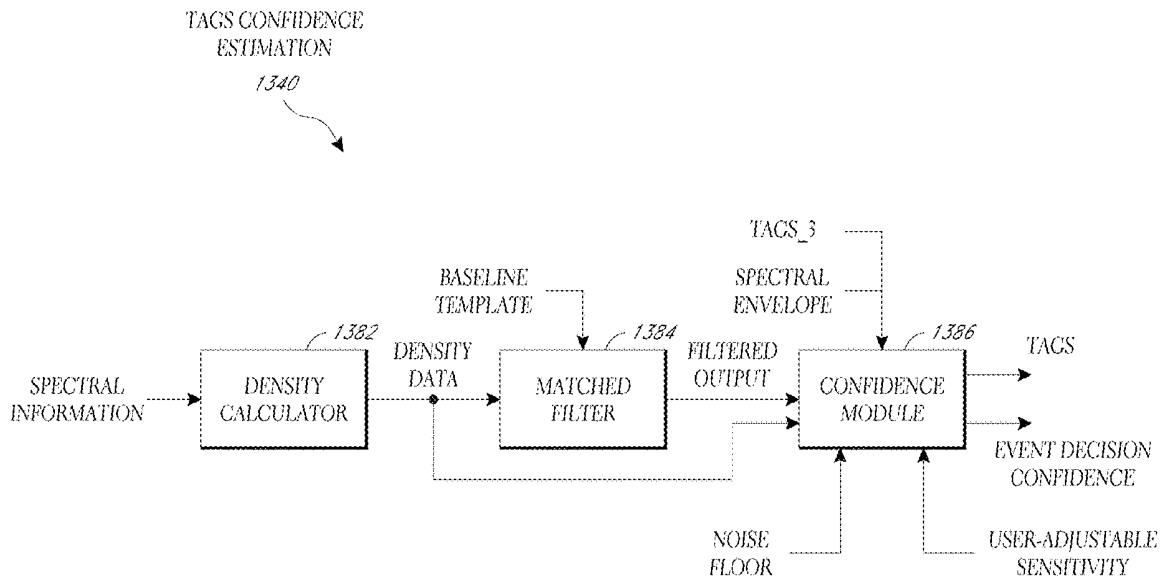 TAGS CONFIDENCE
ESTIMATION
1340
TAGS_3
BASELINE
TEMPLATE
SPECTRAL
ENVELOPE
1382
1384
1386
SPECTRAL
INFORMATION
DENSITY
CALCULATOR
DENSITY
DATA
MATCHED
FILTER
FILTERED
OUTPUT
CONFIDENCE
MODULE
TAGS
EVENT DECISION
CONFIDENCE
NOISE
FLOOR
USER-ADJUSTABLE
SENSITIVITY